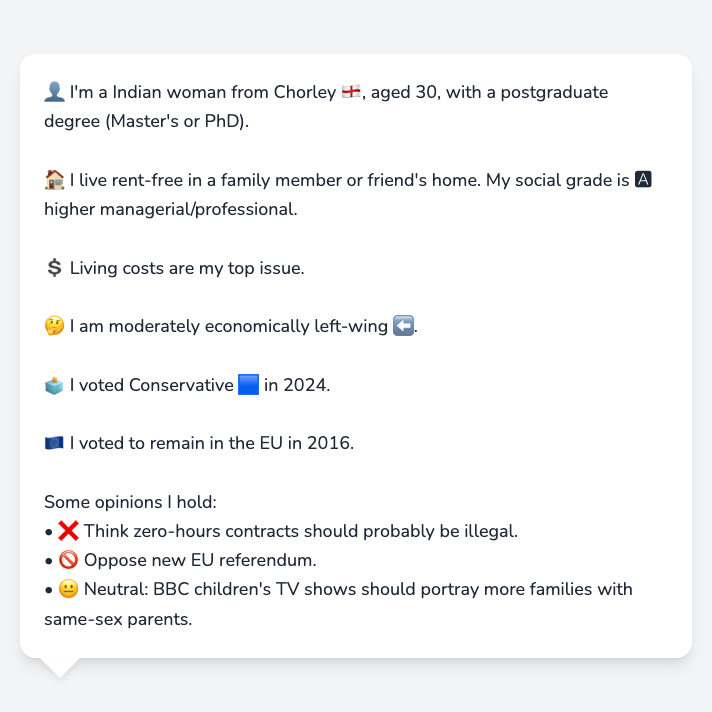 👤 I'm a Indian woman from Chorley 🏴󠁧󠁢󠁥󠁮󠁧󠁿, aged 30, with a postgraduate
degree (Master's or PhD).
🏠 I live rent-free in a family member or friend's home. My social grade is 🅰
higher managerial/professional.
💲 Living costs are my top issue.
🤔 I am moderately economically left-wing ⬅️.
🗳️ I voted Conservative 🟦 in 2024.
🇪🇺 I voted to remain in the EU in 2016.
Some opinions I hold:
• ❌ Think zero-hours contracts should probably be illegal.
• 🚫 Oppose new EU referendum.
• 😐 Neutral: BBC children's TV shows should portray more families with
same-sex parents.